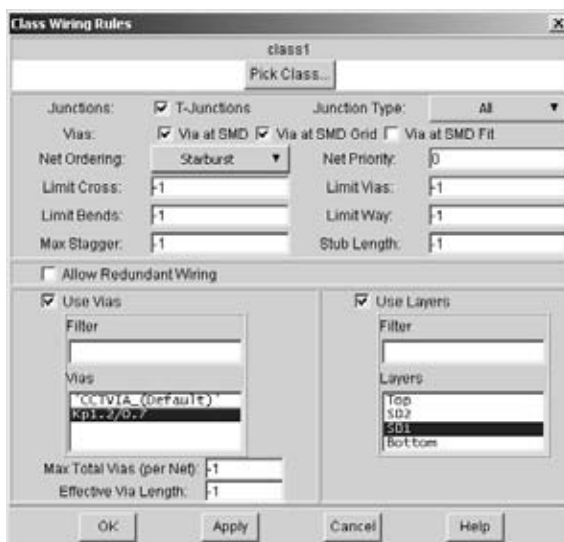 Class Wiring Rules
class1
Pick Class...
Junctions: T-Junctions Junction Type: All
Vias: Via at SMD Via at SMD Grid Via at SMD Fit
Net Ordering: Starburst Net Priority: 0
Limit Cross: -1 Limit Vias: -1
Limit Bends: -1 Limit Way: -1
Max Stagger: -1 Stub Length: -1
Allow Redundant Wiring
Use Vias Use Layers
Filter Filter
Vias Layers
'CCTVIA_(Default)' Top
Kp1.2/0.7 SD2
SD1
Bottom
Max Total Vias (per Net): -1
Effective Via Length: -1
OK Apply Cancel Help